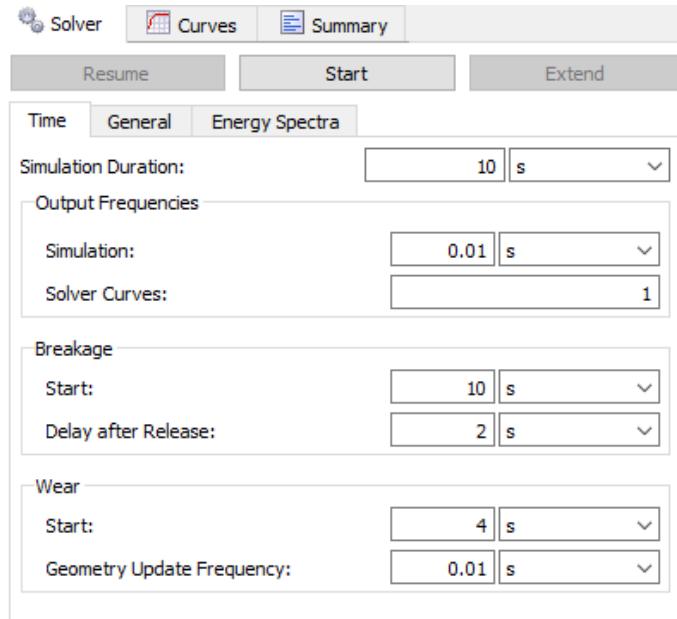 Solver Curves Summary
Resume Start Extend
Time General Energy Spectra
Simulation Duration: 10 s
Output Frequencies
Simulation: 0.01 s
Solver Curves: 1
Breakage
Start: 10 s
Delay after Release: 2 s
Wear
Start: 4 s
Geometry Update Frequency: 0.01 s